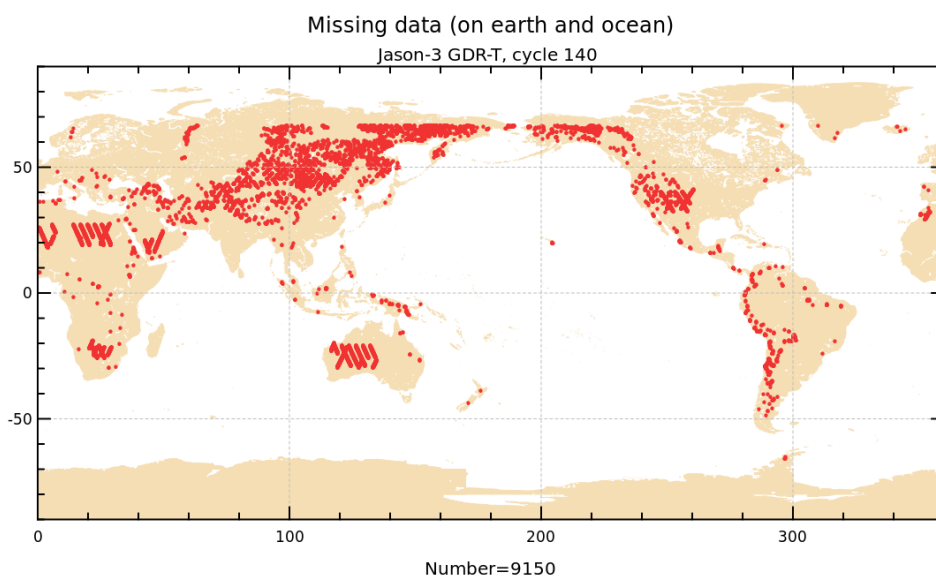 Missing data (on earth and ocean)
Jason-3 GDR-T, cycle 140
50
0
-50
0 100 200 300
Number=9150